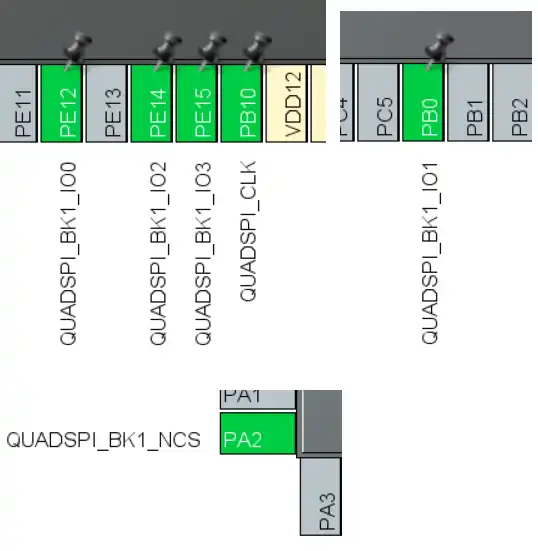 PE11
PE12
PE13
PE14
PE15
PB10
VDD12
PC5
PB0
PB1
PB2
QUADSPI_BK1_IO0
QUADSPI_BK1_IO2
QUADSPI_BK1_IO3
QUADSPI_CLK
QUADSPI_BK1_IO1
PA1
QUADSPI_BK1_NCS
PA2
PA3